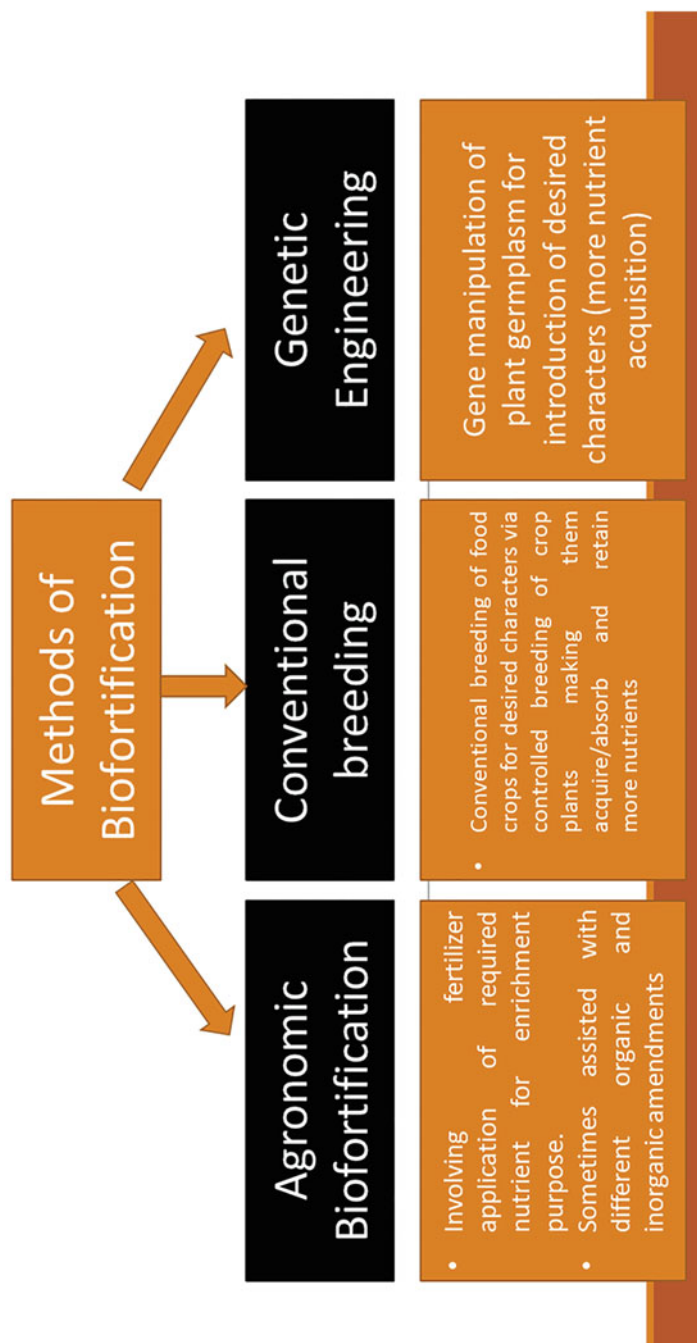 Methods of
Biofortification
Agronomic
Biofortification
Conventional
breeding
Genetic
Engineering
• Involving fertilizer
application of required
nutrient for enrichment
purpose.
• Sometimes assisted with
different organic and
inorganic amendments
• Conventional breeding of food
crops for desired characters via
controlled breeding of crop
plants making them
acquire/absorb and retain
more nutrients
Gene manipulation of
plant germplasm for
introduction of desired
characters (more nutrient
acquisition)